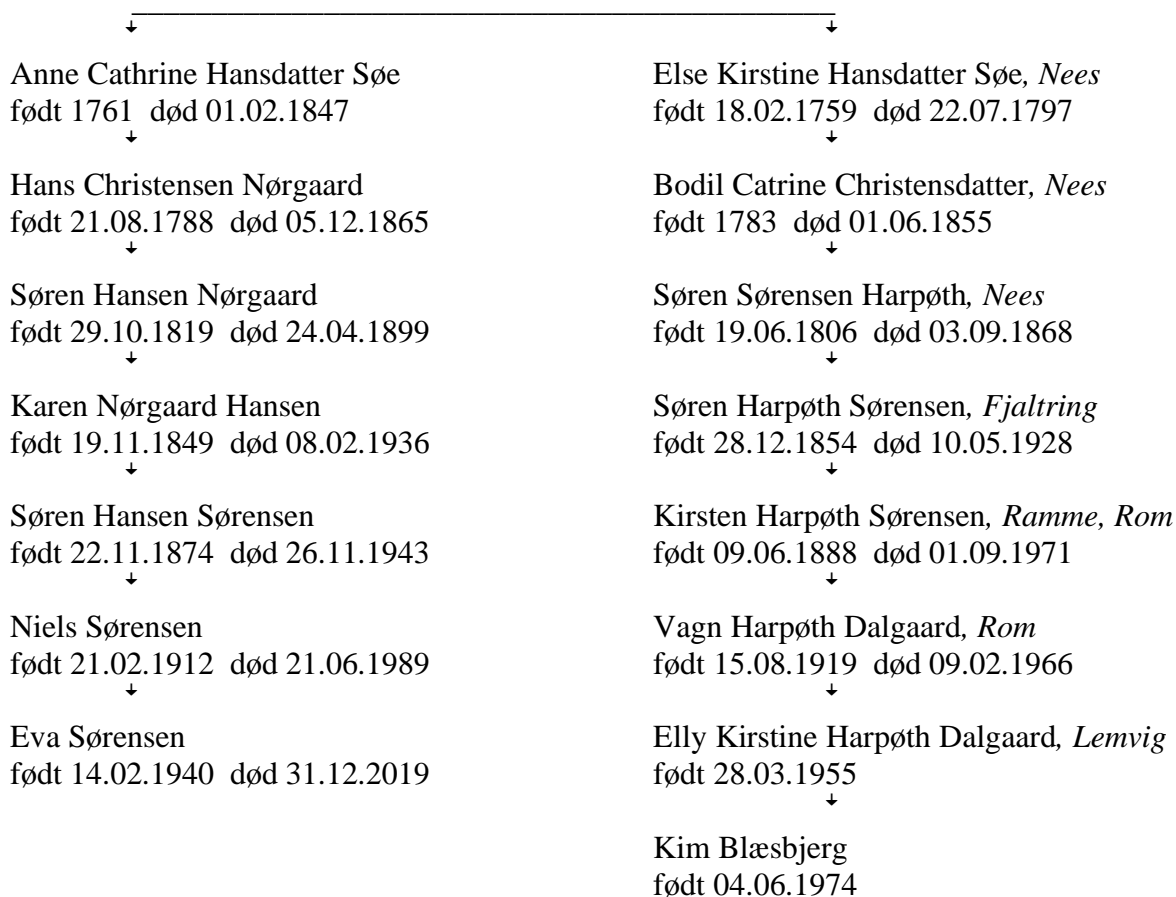 Anne Cathrine Hansdatter Søe
født 1761 død 01.02.1847
Hans Christensen Nørgaard
født 21.08.1788 død 05.12.1865
Søren Hansen Nørgaard
født 29.10.1819 død 24.04.1899
Karen Nørgaard Hansen
født 19.11.1849 død 08.02.1936
Søren Hansen Sørensen
født 22.11.1874 død 26.11.1943
Niels Sørensen
født 21.02.1912 død 21.06.1989
Eva Sørensen
født 14.02.1940 død 31.12.2019
Else Kirstine Hansdatter Søe, Nees
født 18.02.1759 død 22.07.1797
Bodil Catrine Christensdatter, Nees
født 1783 død 01.06.1855
Søren Sørensen Harpøth, Nees
født 19.06.1806 død 03.09.1868
Søren Harpøth Sørensen, Fjaltring
født 28.12.1854 død 10.05.1928
Kirsten Harpøth Sørensen, Ramme, Rom
født 09.06.1888 død 01.09.1971
Vagn Harpøth Dalgaard, Rom
født 15.08.1919 død 09.02.1966
Elly Kirstine Harpøth Dalgaard, Lemvig
født 28.03.1955
Kim Blæsbjerg
født 04.06.1974